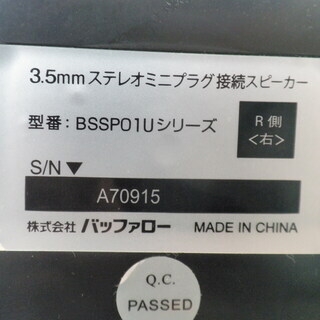 3.5mmステレオミニプラグ接続スピーカー
型番：BSSP01Uシリーズ
R側
<右>
S/N▼
A70915
株式会社バッファロー MADE IN CHINA
Q.C.
PASSED